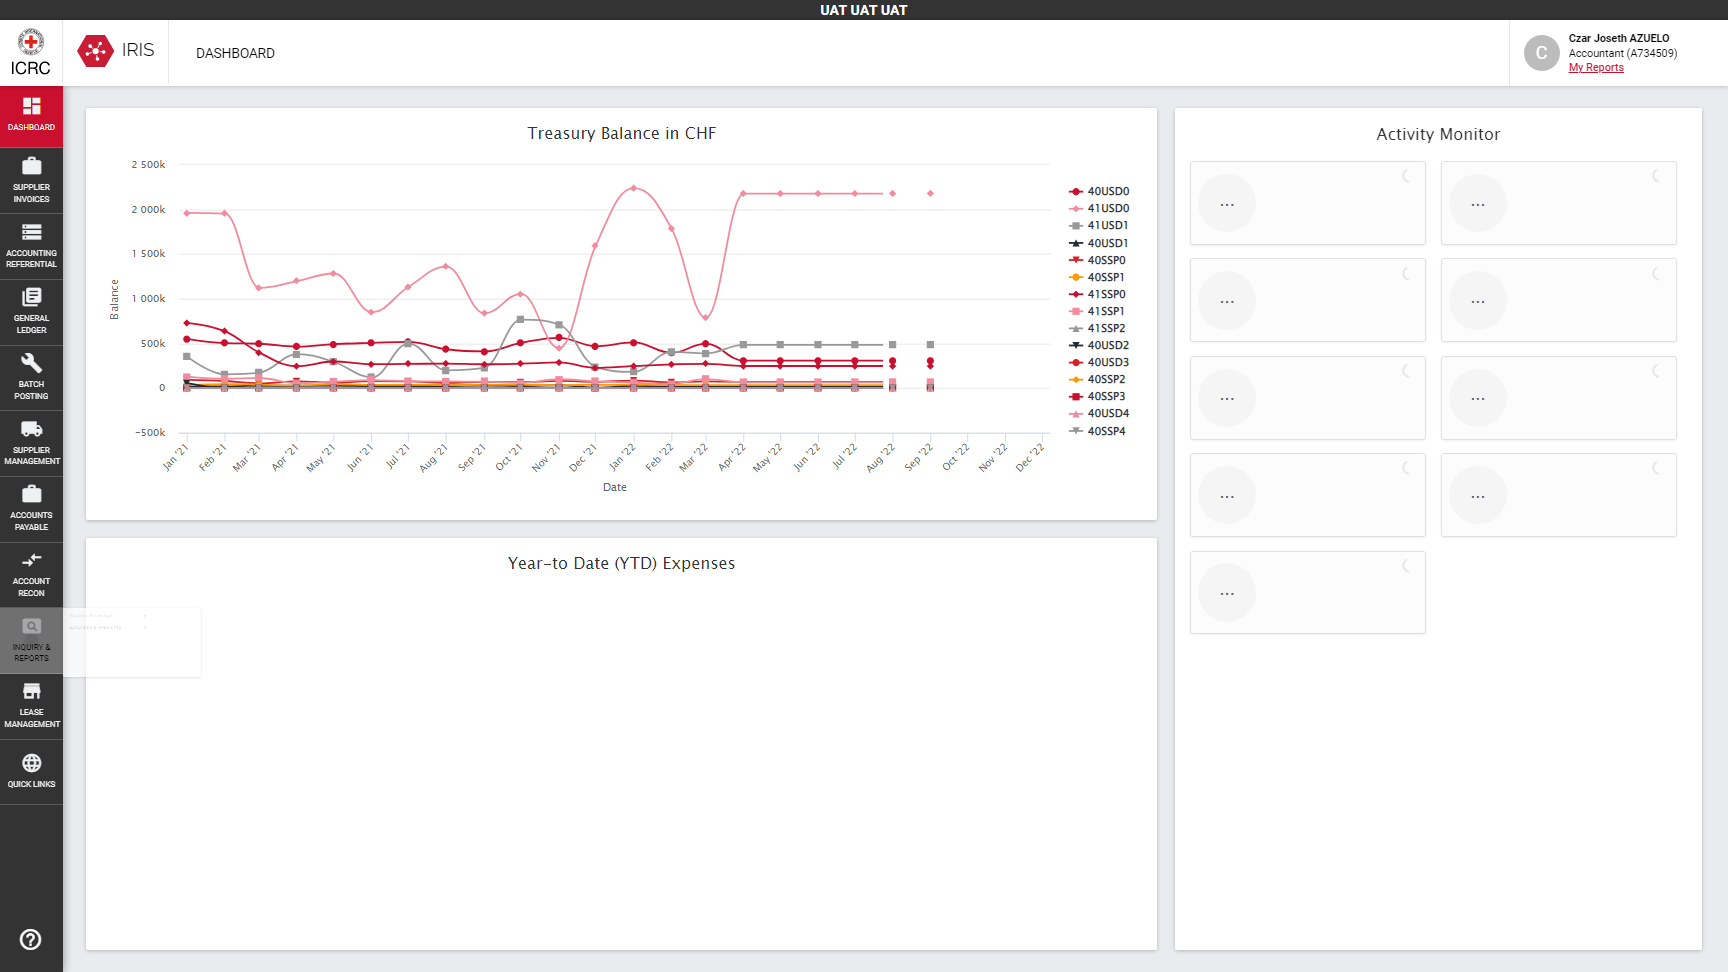 UAT UAT UAT
ICRC
IRIS
DASHBOARD
Czar Joseth AZUELO
Accountant (A734509)
My Reports
C
DASHBOARD
SUPPLIER
INVOICES
ACCOUNTING
REFERENTIAL
GENERAL
LEDGER
BATCH
POSTING
SUPPLIER
MANAGEMENT
ACCOUNTS
PAYABLE
ACCOUNT
RECON
INQUIRY &
REPORTS
LEASE
MANAGEMENT
QUICK LINKS
Treasury Balance in CHF
Balance
2 500k
2 000k
1 500k
1 000k
500k
0
-500k
Jan '21
Feb '21
Mar '21
Apr '21
May '21
Jun '21
Jul '21
Aug '21
Sep '21
Oct '21
Nov '21
Dec '21
Jan '22
Feb '22
Mar '22
Apr '22
May '22
Jun '22
Jul '22
Aug '22
Sep '22
Oct '22
Nov '22
Dec '22
Date
40USD0
41USD0
41USD1
40USD1
40SSP0
40SSP1
41SSP0
41SSP1
41SSP2
40USD2
40USD3
40SSP2
40SSP3
40USD4
40SSP4
Year-to Date (YTD) Expenses
Activity Monitor
... ...
... ...
... ...
... ...
...